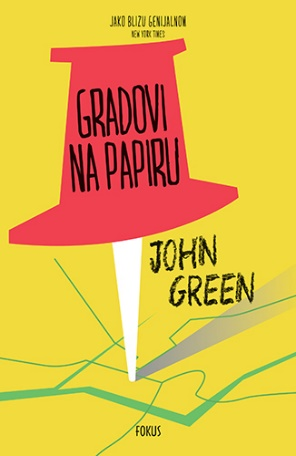 JAKO BLIZU GENIJALNOM
NEW YORK TIMES
GRADOVI
NA PAPIRU
JOHN
GREEN
FOKUS